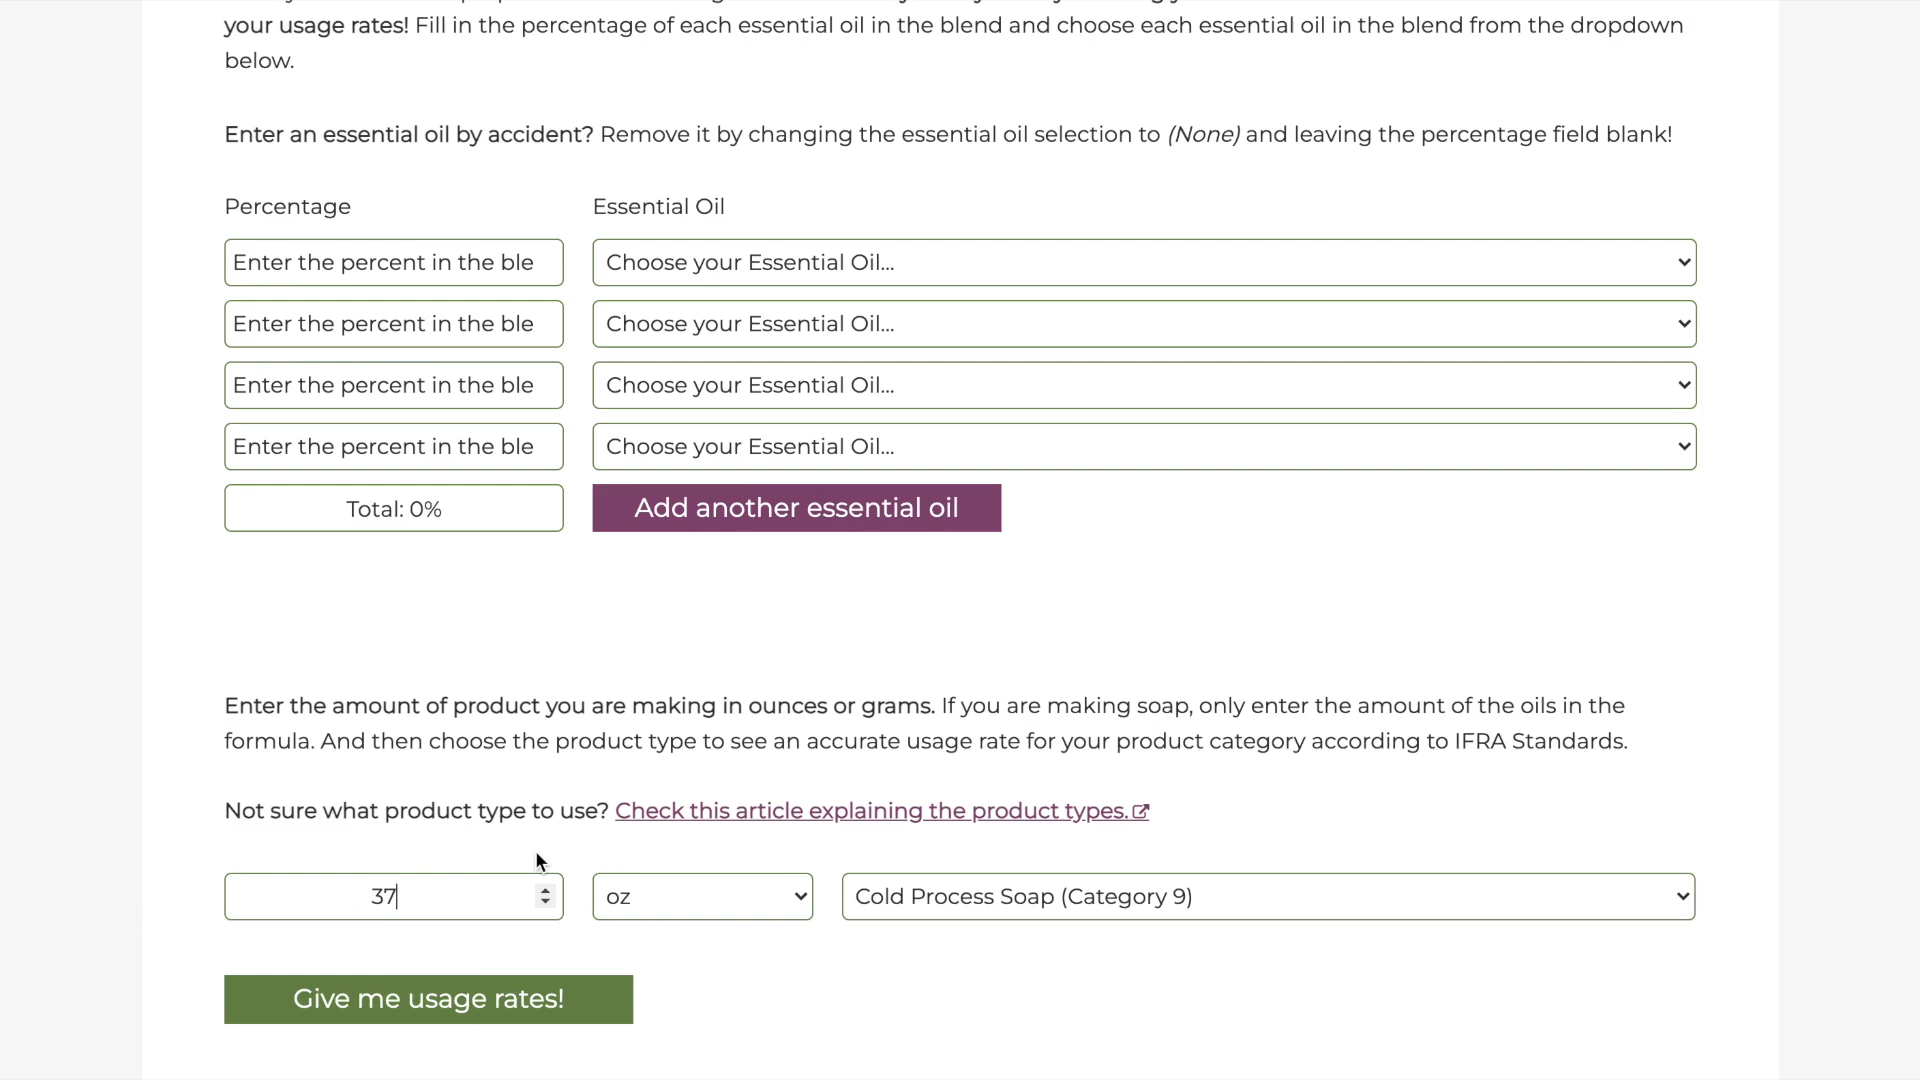 your usage rates! Fill in the percentage of each essential oil in the blend and choose each essential oil in the blend from the dropdown
below.
Enter an essential oil by accident? Remove it by changing the essential oil selection to (None) and leaving the percentage field blank!
Percentage Essential Oil
Enter the percent in the ble Choose your Essential Oil...
Enter the percent in the ble Choose your Essential Oil...
Enter the percent in the ble Choose your Essential Oil...
Enter the percent in the ble Choose your Essential Oil...
Total: 0% Add another essential oil
Enter the amount of product you are making in ounces or grams. If you are making soap, only enter the amount of the oils in the
formula. And then choose the product type to see an accurate usage rate for your product category according to IFRA Standards.
Not sure what product type to use? Check this article explaining the product types.
37 oz Cold Process Soap (Category 9)
Give me usage rates!